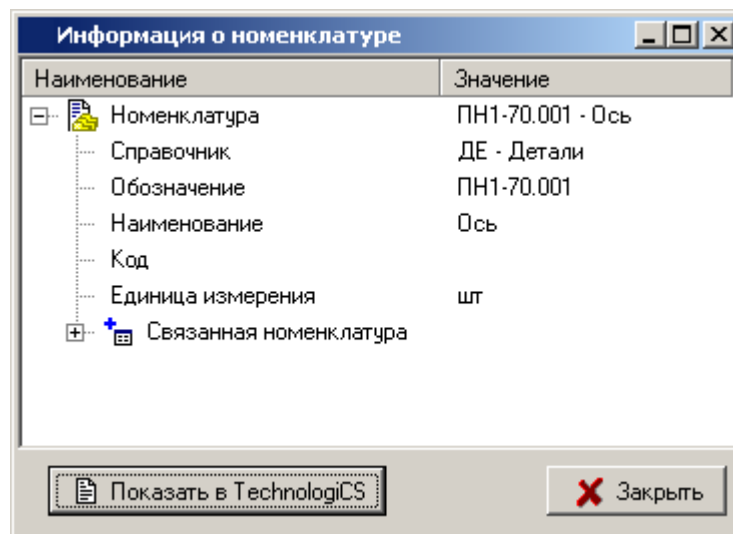 Информация о номенклатуре
Наименование Значение
Номенклатура ПН1-70.001 - Ось
Справочник ДЕ - Детали
Обозначение ПН1-70.001
Наименование Ось
Код
Единица измерения шт
Связанная номенклатура
Показать в TechnologiCS Закрыть